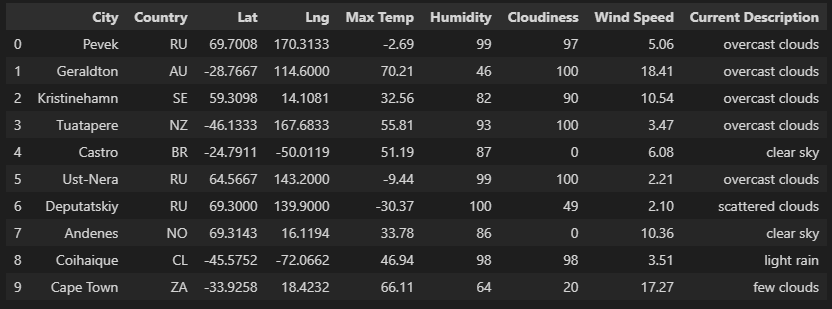 City Country Lat Lng Max Temp Humidity Cloudiness Wind Speed Current Description
0 Pevek RU 69.7008 170.3133 -2.69 99 97 5.06 overcast clouds
1 Geraldton AU -28.7667 114.6000 70.21 46 100 18.41 overcast clouds
2 Kristinehamn SE 59.3098 14.1081 32.56 82 90 10.54 overcast clouds
3 Tuatapere NZ -46.1333 167.6833 55.81 93 100 3.47 overcast clouds
4 Castro BR -24.7911 -50.0119 51.19 87 0 6.08 clear sky
5 Ust-Nera RU 64.5667 143.2000 -9.44 99 100 2.21 overcast clouds
6 Deputatskiy RU 69.3000 139.9000 -30.37 100 49 2.10 scattered clouds
7 Andenes NO 69.3143 16.1194 33.78 86 0 10.36 clear sky
8 Coihaique CL -45.5752 -72.0662 46.94 98 98 3.51 light rain
9 Cape Town ZA -33.9258 18.4232 66.11 64 20 17.27 few clouds